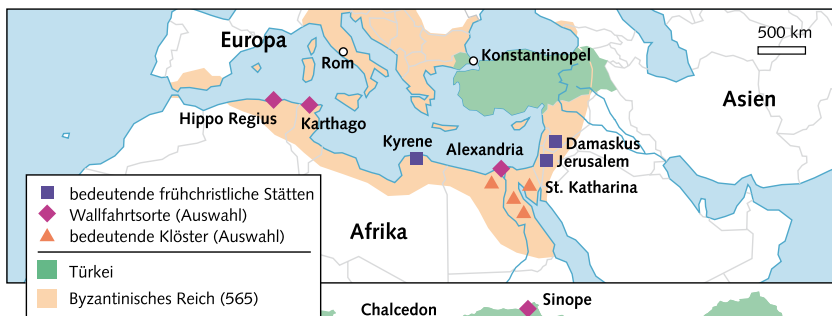 500 km
Europa
Konstantinopel
Rom
Asien
Hippo Regius
Karthago
Kyrene
Alexandria
Damaskus
Jerusalem
St. Katharina
bedeutende frühchristliche Stätten
Wallfahrtsorte (Auswahl)
bedeutende Klöster (Auswahl)
Afrika
Türkei
Byzantinisches Reich (565)
Chalcedon
Sinope